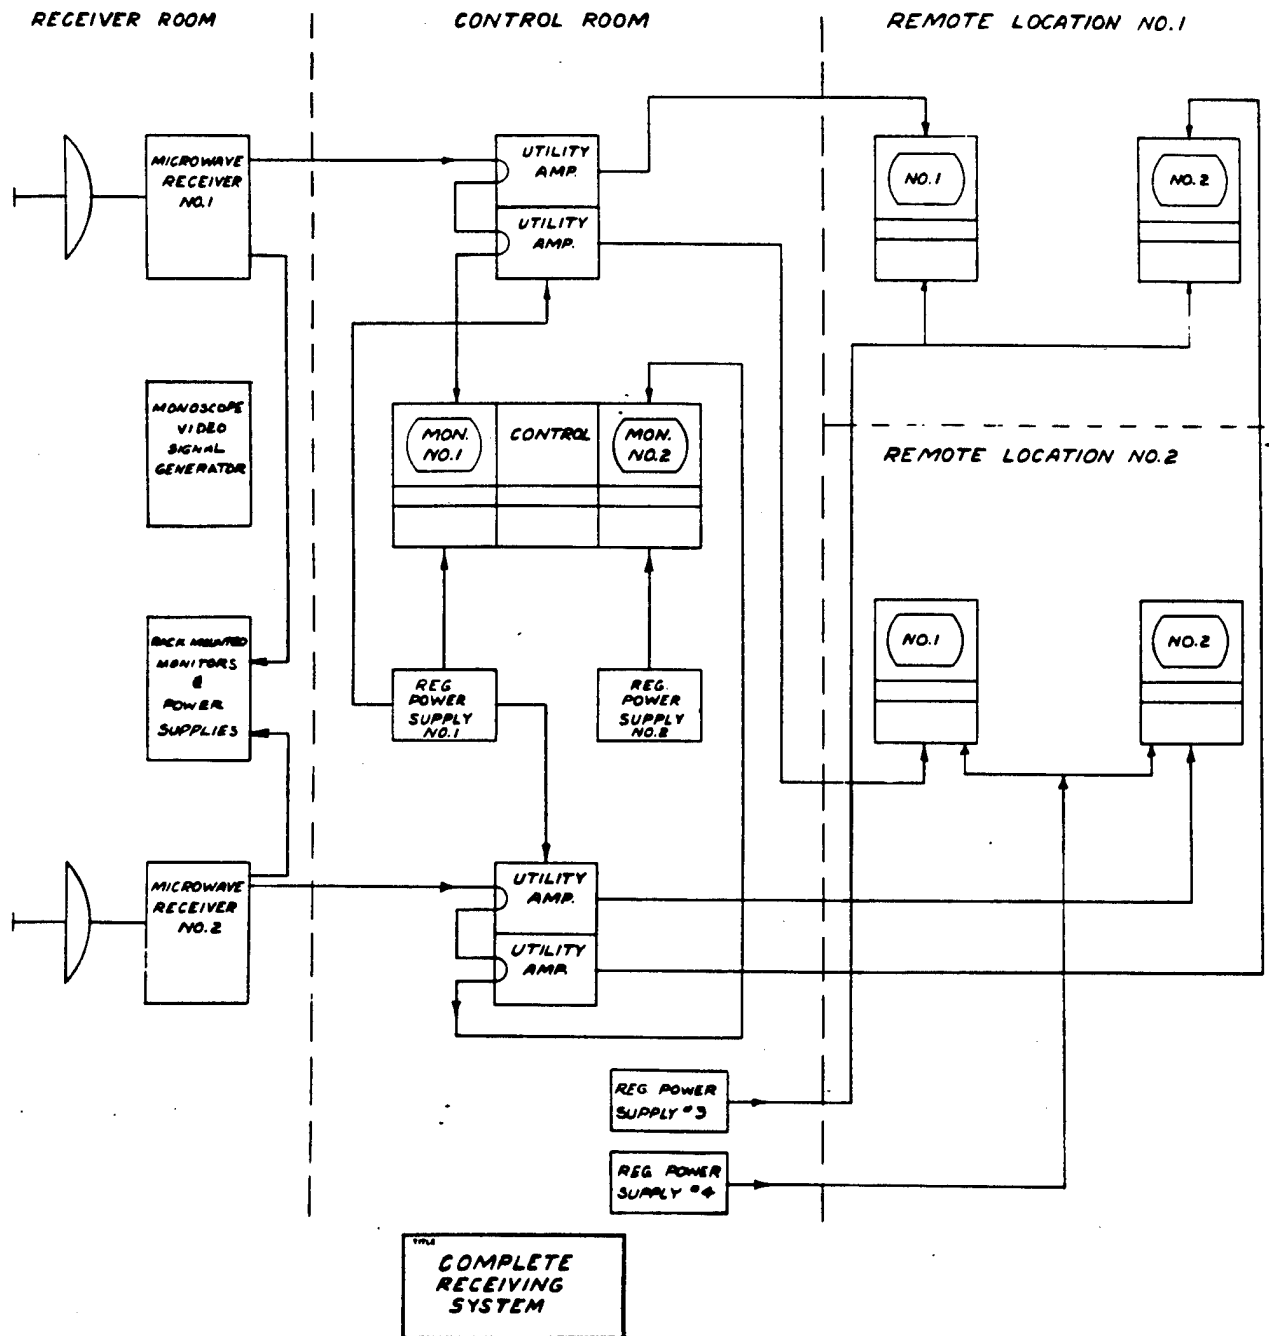 RECEIVER ROOM
CONTROL ROOM
REMOTE LOCATION NO.1
MICROWAVE
RECEIVER
NO.1
UTILITY
AMP.
UTILITY
AMP.
NO.1
NO.2
MONOSCOPE
VIDEO
SIGNAL
GENERATOR
MON.
NO.1
CONTROL
MON.
NO.2
REMOTE LOCATION NO.2
RACK MOUNTED
MONITORS
&
POWER
SUPPLIES
REG
POWER
SUPPLY
NO.1
REG.
POWER
SUPPLY
NO.2
NO.1
NO.2
MICROWAVE
RECEIVER
NO.2
UTILITY
AMP.
UTILITY
AMP.
REG. POWER
SUPPLY #3
REG. POWER
SUPPLY #4
TITLE
COMPLETE
RECEIVING
SYSTEM